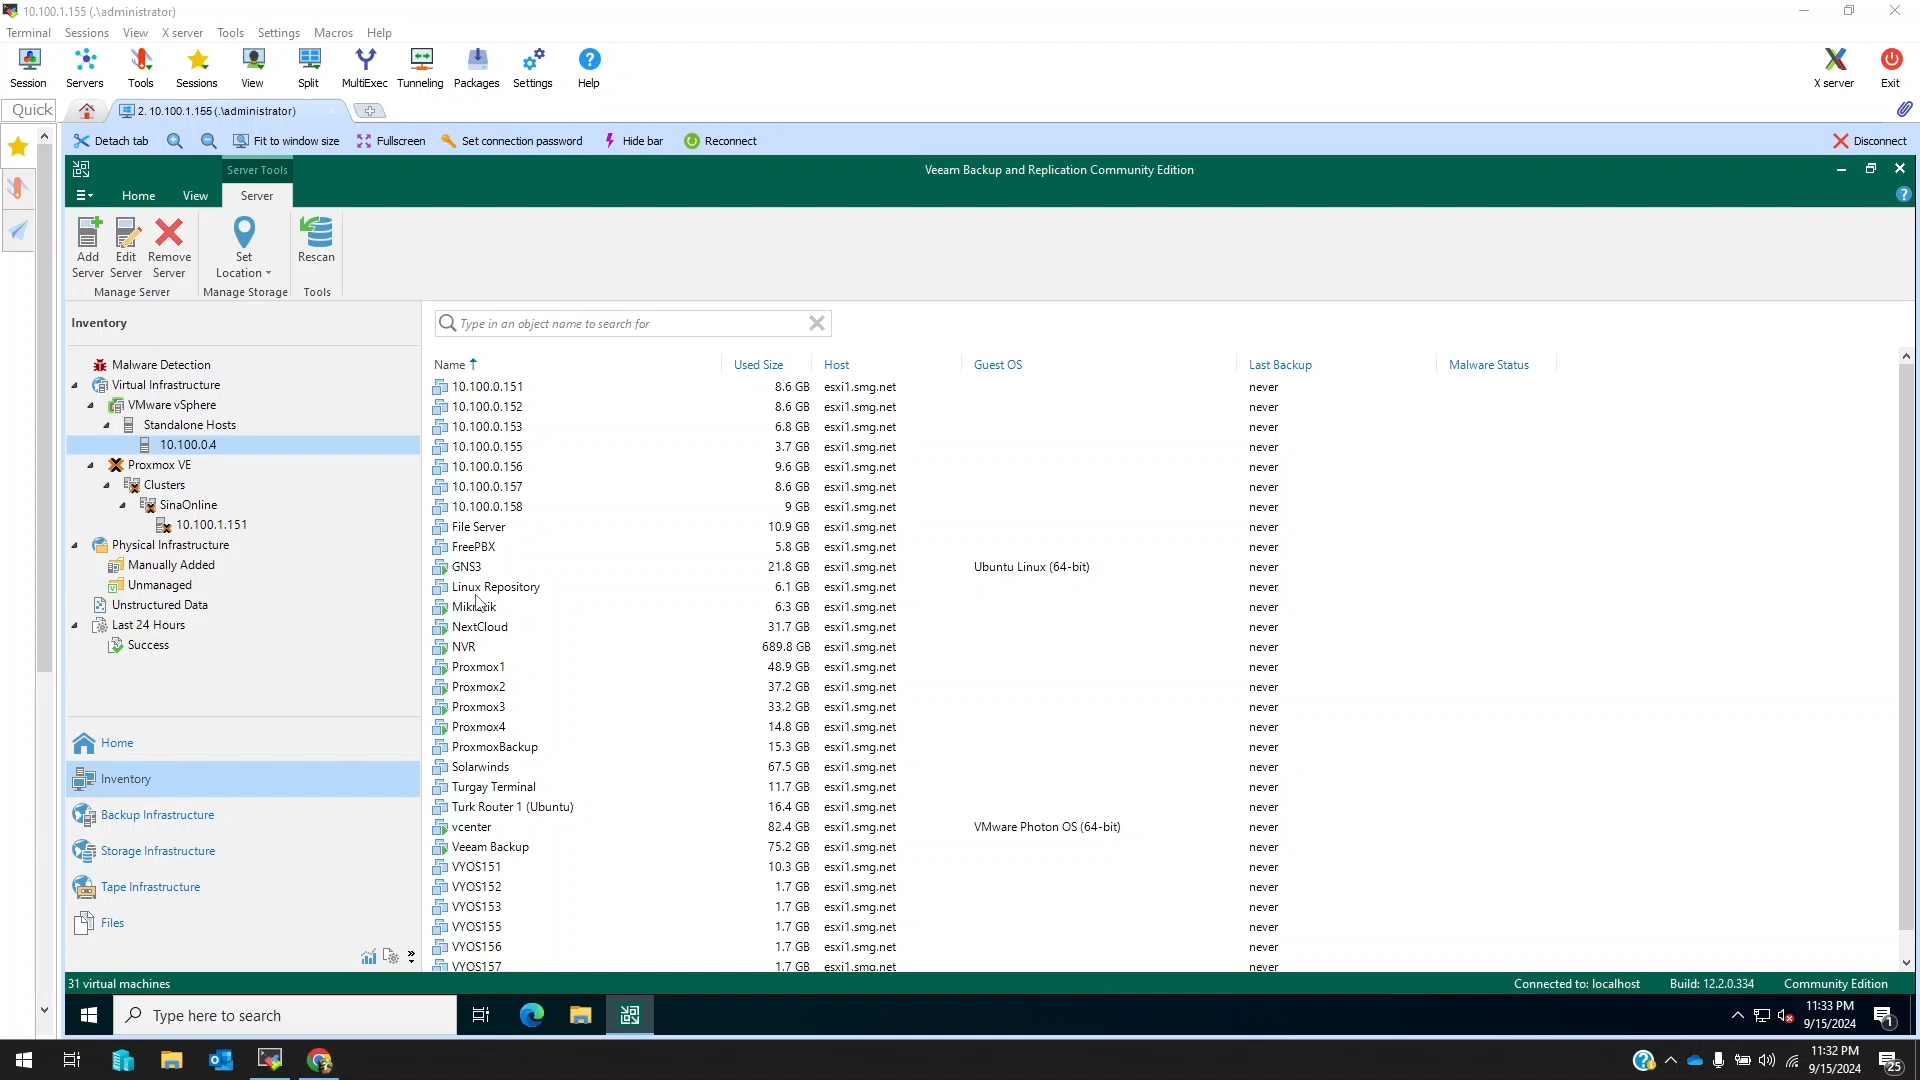 10.100.1.155 (.\administrator)
Terminal Sessions View X server Tools Settings Macros Help
Session Servers Tools Sessions View Split MultiExec Tunneling Packages Settings Help X server Exit
Quick 2. 10.100.1.155 (.\administrator)
Detach tab Fit to window size Fullscreen Set connection password Hide bar Reconnect Disconnect
Server Tools Veeam Backup and Replication Community Edition
Home View Server
Add Server Edit Server Remove Server Set Location Rescan
Manage Server Manage Storage Tools
Inventory
Type in an object name to search for
Malware Detection
Virtual Infrastructure
VMware vSphere
Standalone Hosts
10.100.0.4
Proxmox VE
Clusters
SinaOnline
10.100.1.151
Physical Infrastructure
Manually Added
Unmanaged
Unstructured Data
Last 24 Hours
Success
Home
Inventory
Backup Infrastructure
Storage Infrastructure
Tape Infrastructure
Files
Name Used Size Host Guest OS Last Backup Malware Status
10.100.0.151 8.6 GB esxi1.smg.net never
10.100.0.152 8.6 GB esxi1.smg.net never
10.100.0.153 6.8 GB esxi1.smg.net never
10.100.0.155 3.7 GB esxi1.smg.net never
10.100.0.156 9.6 GB esxi1.smg.net never
10.100.0.157 8.6 GB esxi1.smg.net never
10.100.0.158 9 GB esxi1.smg.net never
File Server 10.9 GB esxi1.smg.net never
FreePBX 5.8 GB esxi1.smg.net never
GNS3 21.8 GB esxi1.smg.net Ubuntu Linux (64-bit) never
Linux Repository 6.1 GB esxi1.smg.net never
Mikrotik 6.3 GB esxi1.smg.net never
NextCloud 31.7 GB esxi1.smg.net never
NVR 689.8 GB esxi1.smg.net never
Proxmox1 48.9 GB esxi1.smg.net never
Proxmox2 37.2 GB esxi1.smg.net never
Proxmox3 33.2 GB esxi1.smg.net never
Proxmox4 14.8 GB esxi1.smg.net never
ProxmoxBackup 15.3 GB esxi1.smg.net never
Solarwinds 67.5 GB esxi1.smg.net never
Turgay Terminal 11.7 GB esxi1.smg.net never
Turk Router 1 (Ubuntu) 16.4 GB esxi1.smg.net never
vcenter 82.4 GB esxi1.smg.net VMware Photon OS (64-bit) never
Veeam Backup 75.2 GB esxi1.smg.net never
VYOS151 10.3 GB esxi1.smg.net never
VYOS152 1.7 GB esxi1.smg.net never
VYOS153 1.7 GB esxi1.smg.net never
VYOS155 1.7 GB esxi1.smg.net never
VYOS156 1.7 GB esxi1.smg.net never
VYOS157 1.7 GB esxi1.smg.net never
31 virtual machines Connected to: localhost Build: 12.2.0.334 Community Edition
Type here to search 11:33 PM
9/15/2024 1
11:32 PM
9/15/2024 25